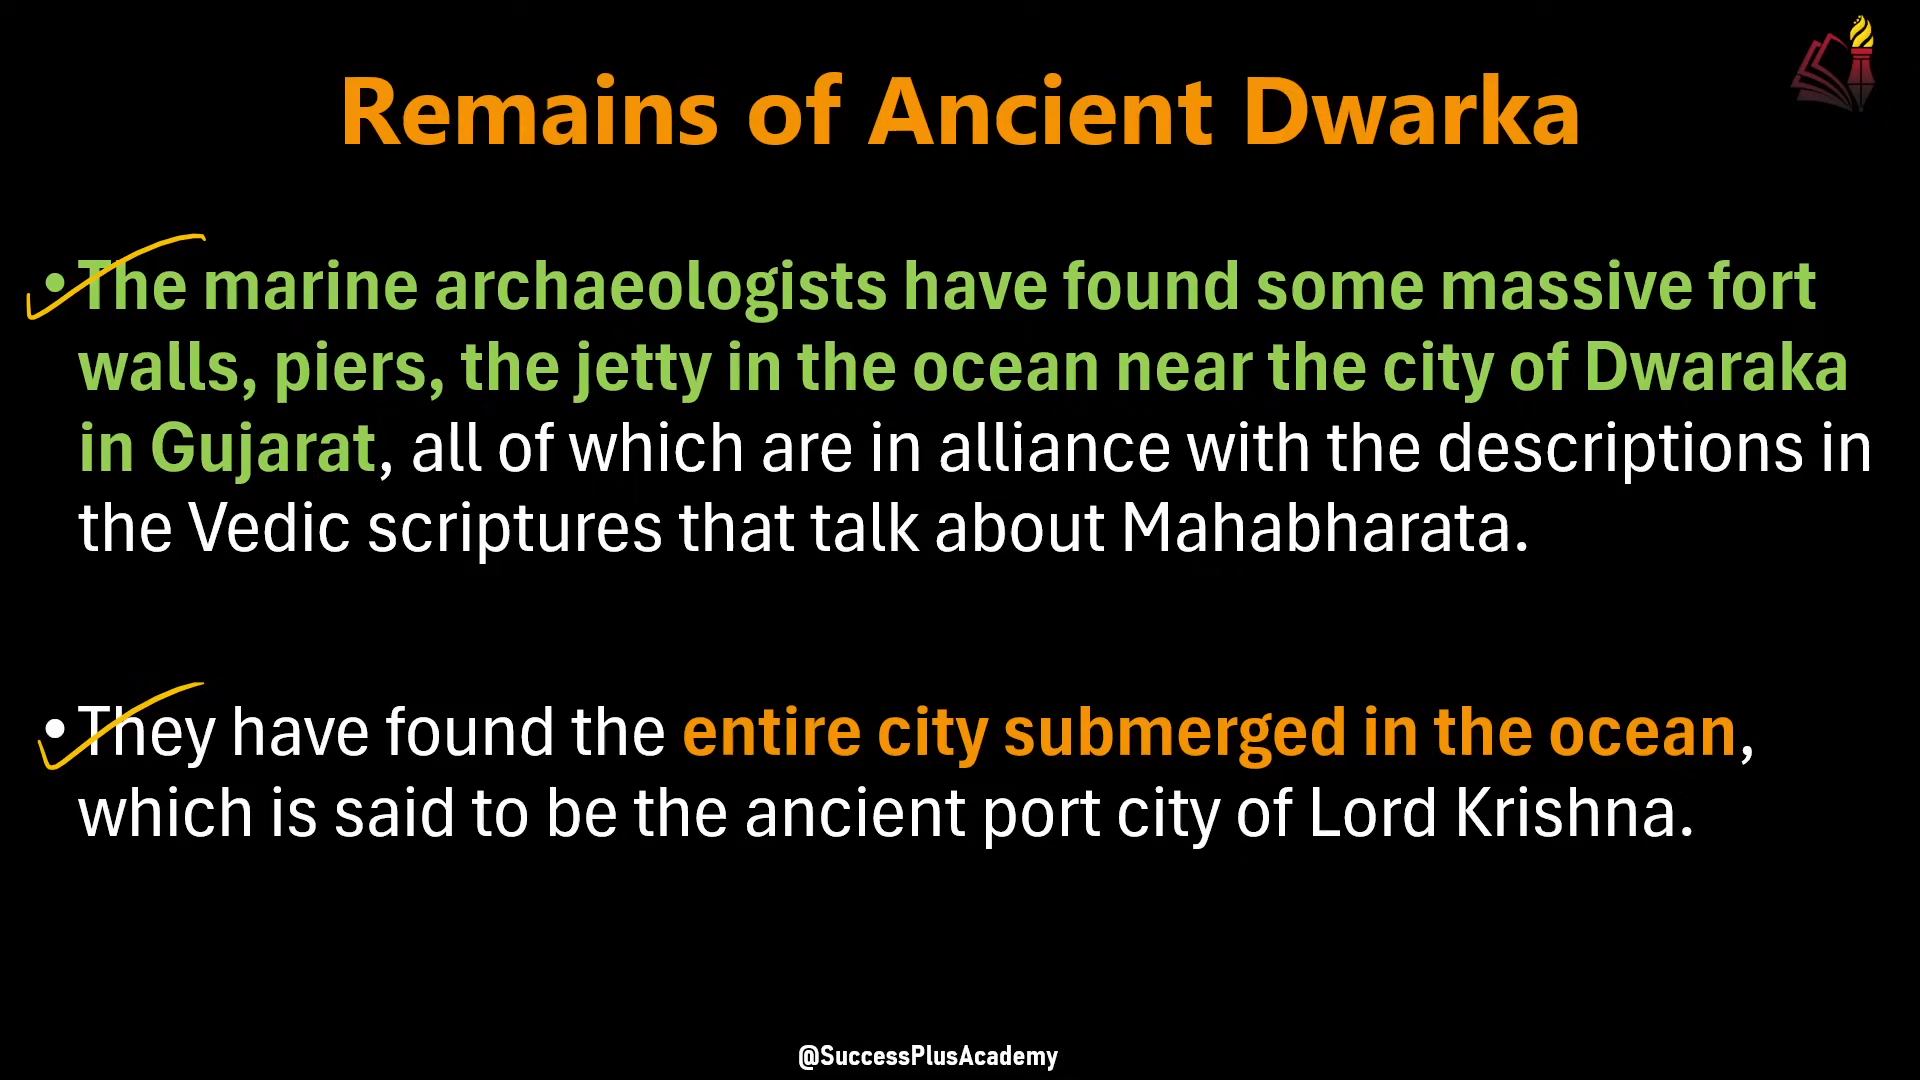 Remains of Ancient Dwarka
• The marine archaeologists have found some massive fort
walls, piers, the jetty in the ocean near the city of Dwaraka
in Gujarat, all of which are in alliance with the descriptions in
the Vedic scriptures that talk about Mahabharata.
• They have found the entire city submerged in the ocean,
which is said to be the ancient port city of Lord Krishna.
@SuccessPlusAcademy